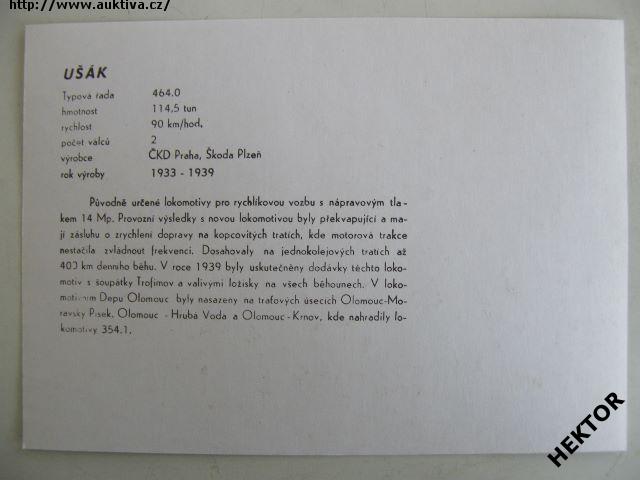 http://www.auktiva.cz/
UŠÁK
Typová řada 464.0
hmotnost 114,5 tun
rychlost 90 km/hod.
počet válců 2
výrobce ČKD Praha, Škoda Plzeň
rok výroby 1933 - 1939
Původně určené lokomotivy pro rychlíkovou vozbu s nápravovým tla-
kem 14 Mp. Provozní výsledky s novou lokomotivou byly překvapující a ma-
jí zásluhu o zrychlení dopravy na kopcovitých tratích, kde motorová trakce
nestačila zvládnout frekvenci. Dosahovaly na jednokolejových tratích až
400 km denního běhu. V roce 1939 byly uskutečněny dodávky těchto loko-
motiv s šoupátky Trofimov a valivými ložisky na všech běhounech. V lo-
komotivním Depu Olomouc byly nasazeny na traťových úsecích Olomouc-Mo-
ravský Písek, Olomouc - Hrubá Voda a Olomouc - Krnov, kde nahradily lo-
komotivy 354.1.
HEKTOR